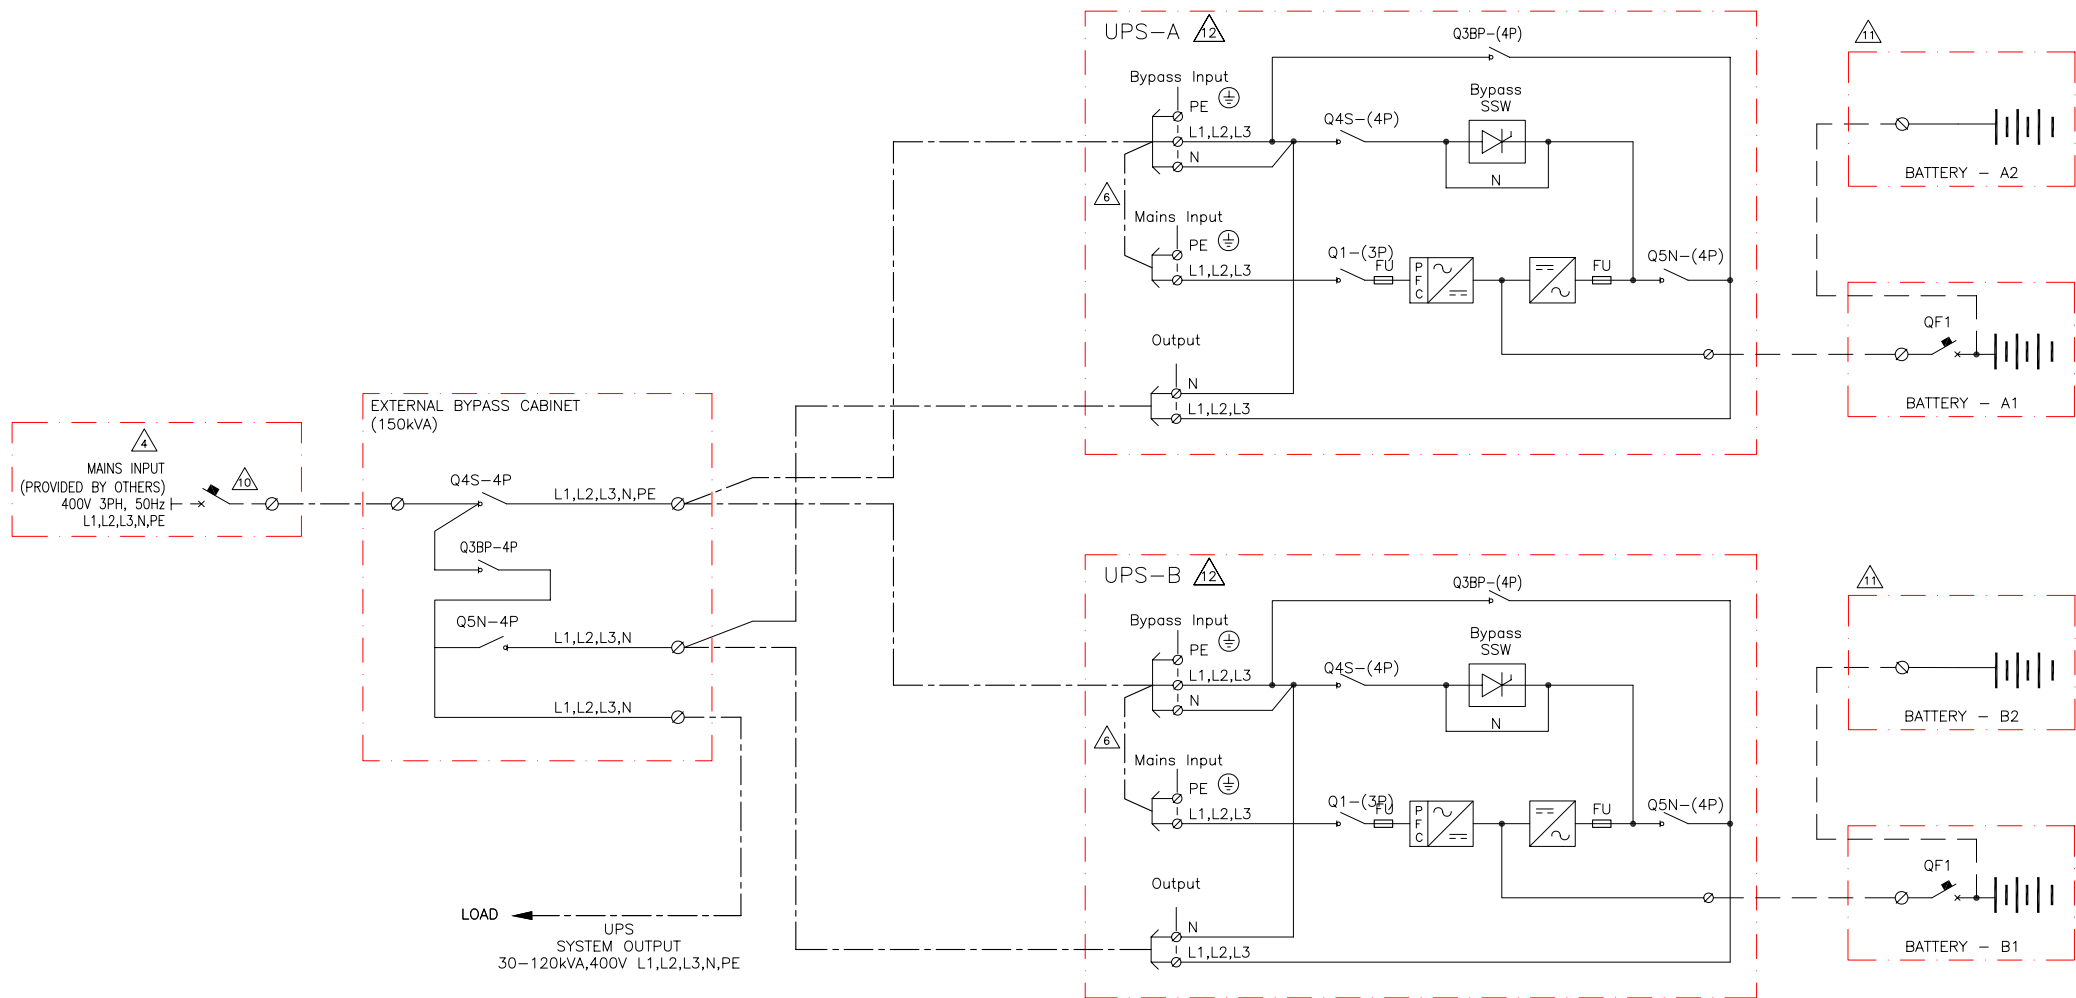 4
MAINS INPUT
(PROVIDED BY OTHERS)
400V 3PH, 50Hz
L1,L2,L3,N,PE
10
EXTERNAL BYPASS CABINET
(150kVA)
Q4S-4P
L1,L2,L3,N,PE
Q3BP-4P
Q5N-4P
L1,L2,L3,N
L1,L2,L3,N
LOAD
UPS
SYSTEM OUTPUT
30-120kVA,400V L1,L2,L3,N,PE
UPS-A
12
Q3BP-(4P)
Bypass Input
PE
L1,L2,L3
N
Q4S-(4P)
Bypass
SSW
N
6
Mains Input
PE
L1,L2,L3
Q1-(3P)
FU
P
F
C
FU
Q5N-(4P)
Output
N
L1,L2,L3
11
BATTERY - A2
QF1
BATTERY - A1
UPS-B
12
Q3BP-(4P)
Bypass Input
PE
L1,L2,L3
N
Q4S-(4P)
Bypass
SSW
N
6
Mains Input
PE
L1,L2,L3
Q1-(3P)
FU
P
F
C
FU
Q5N-(4P)
Output
N
L1,L2,L3
11
BATTERY - B2
QF1
BATTERY - B1